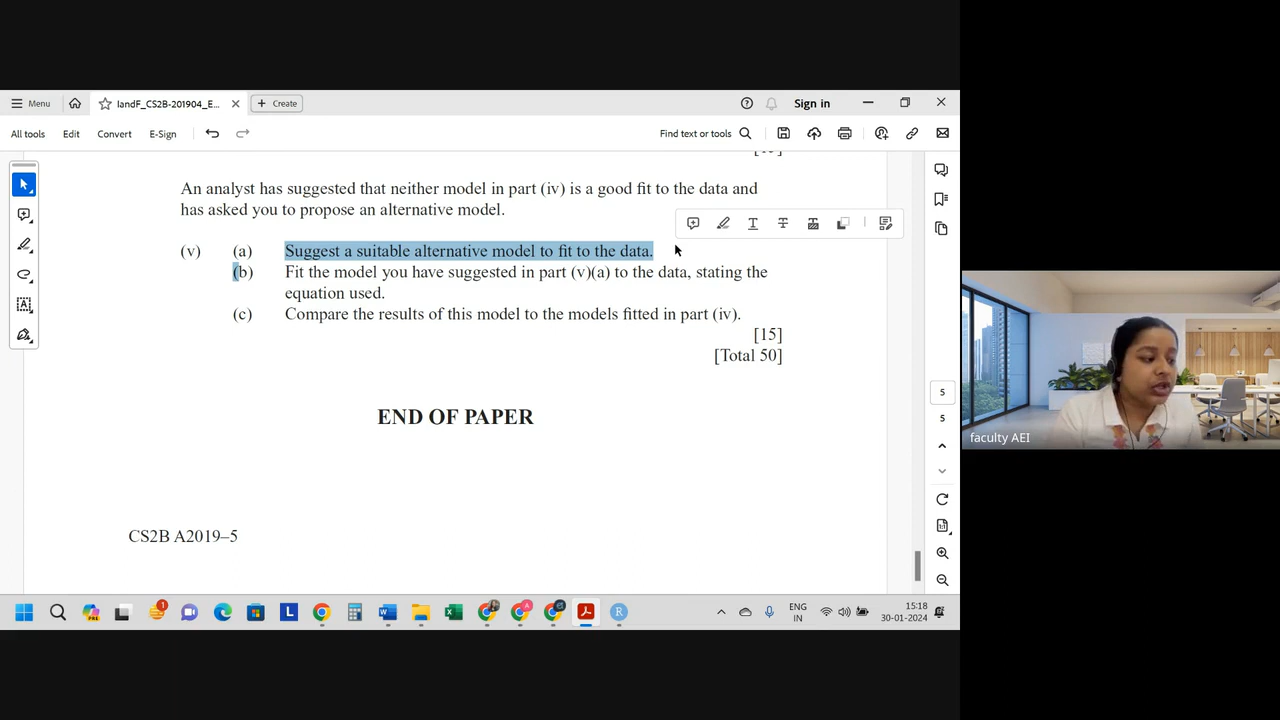 Menu
landF_CS2B-201904_E...
Create
Sign in
All tools
Edit
Convert
E-Sign
Find text or tools
An analyst has suggested that neither model in part (iv) is a good fit to the data and
has asked you to propose an alternative model.
(v) (a) Suggest a suitable alternative model to fit to the data.
(b) Fit the model you have suggested in part (v)(a) to the data, stating the
equation used.
(c) Compare the results of this model to the models fitted in part (iv).
[15]
[Total 50]
END OF PAPER
CS2B A2019–5
5
5
faculty AEI
ENG
IN
15:18
30-01-2024